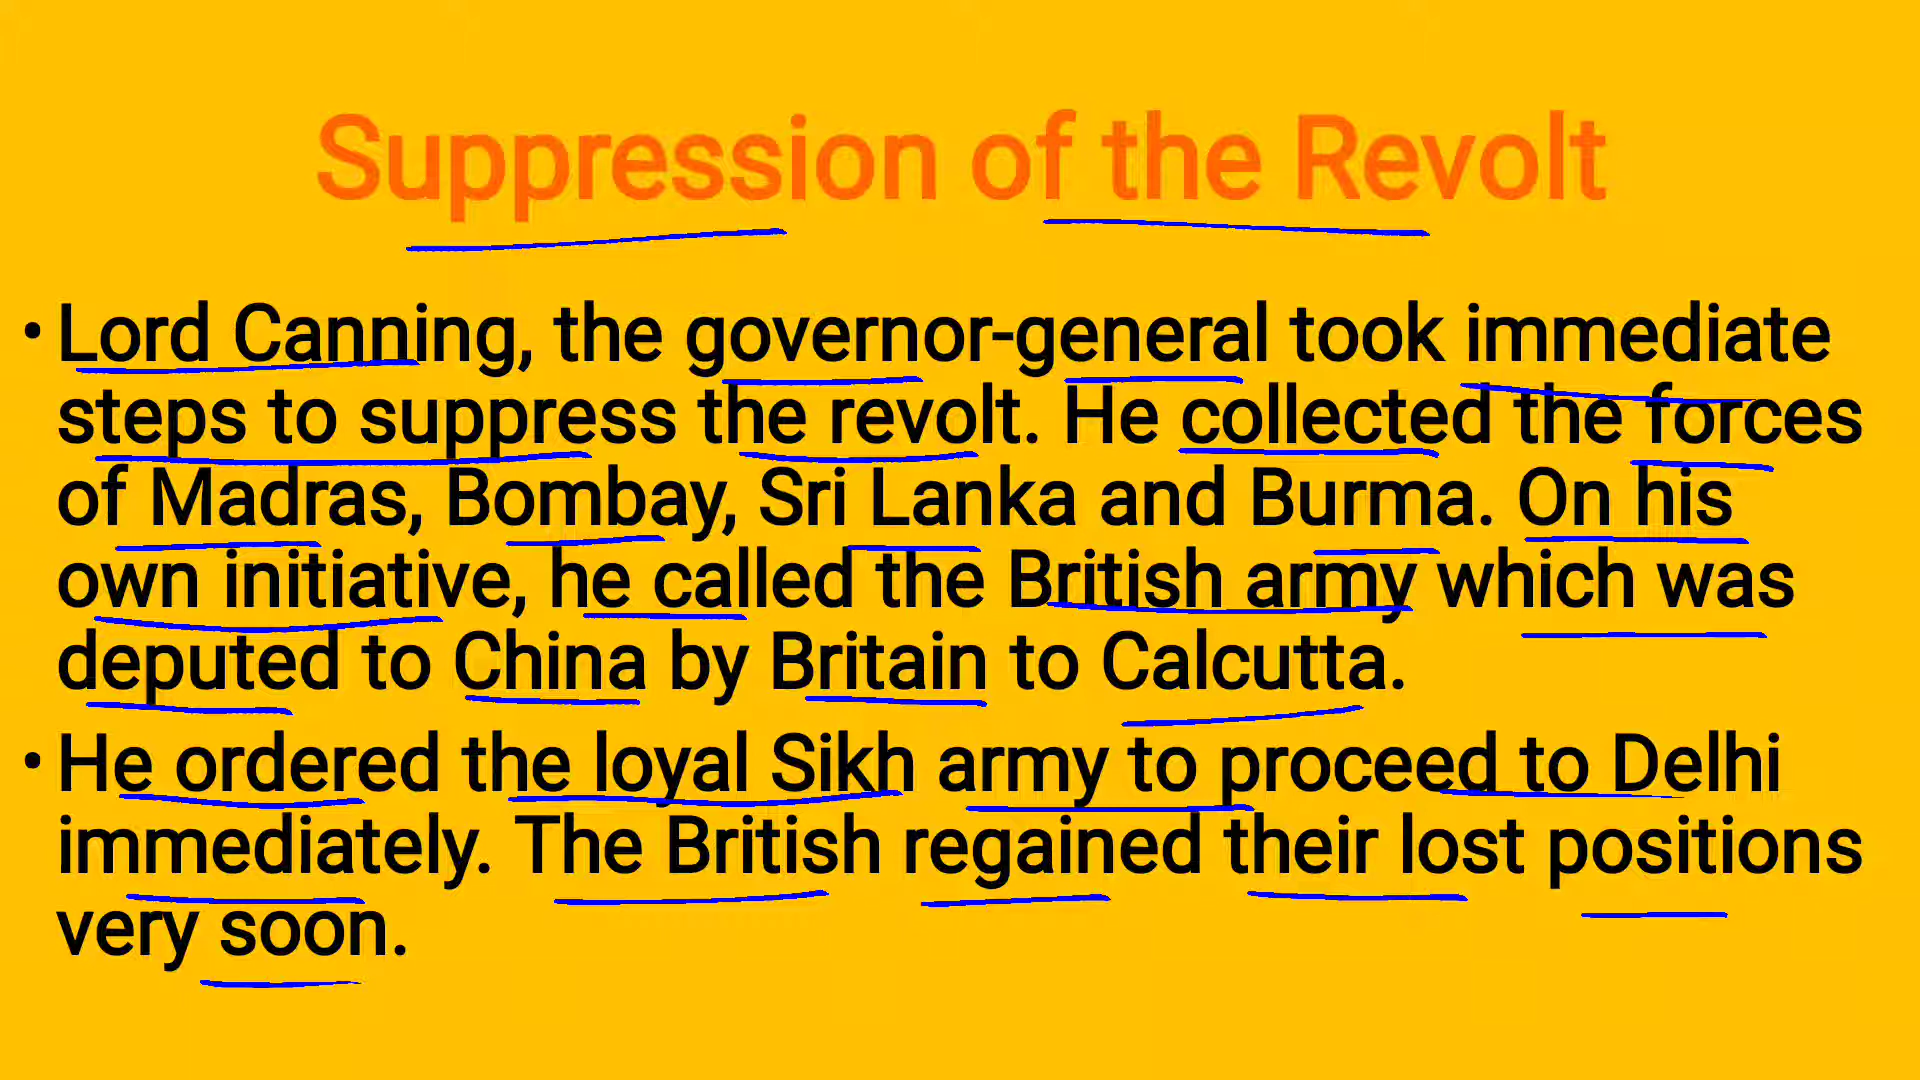 Suppression of the Revolt
• Lord Canning, the governor-general took immediate
steps to suppress the revolt. He collected the forces
of Madras, Bombay, Sri Lanka and Burma. On his
own initiative, he called the British army which was
deputed to China by Britain to Calcutta.
• He ordered the loyal Sikh army to proceed to Delhi
immediately. The British regained their lost positions
very soon.